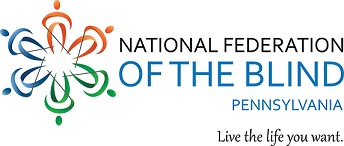 NATIONAL FEDERATION
OF THE BLIND
PENNSYLVANIA
Live the life you want.